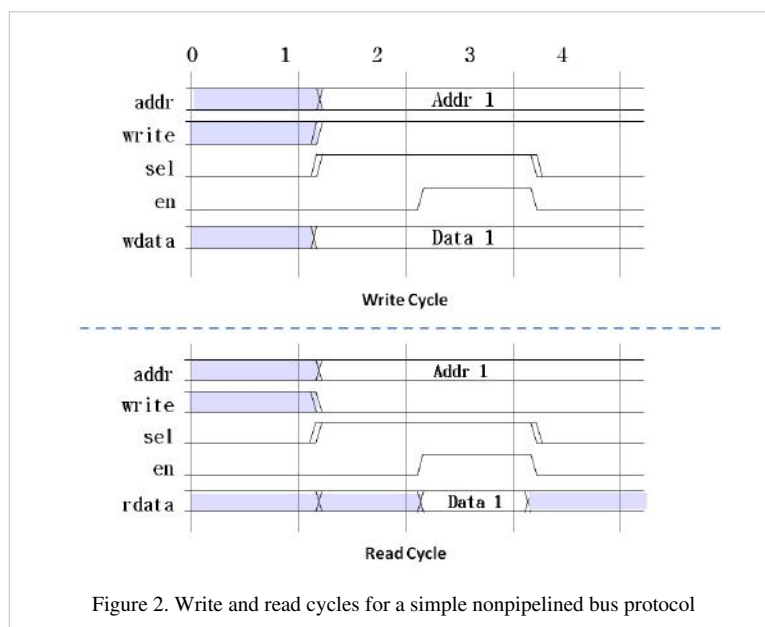 0 1 2 3 4
addr Addr 1
write
sel
en
wdata Data 1
Write Cycle
addr Addr 1
write
sel
en
rdata Data 1
Read Cycle
Figure 2. Write and read cycles for a simple nonpipelined bus protocol